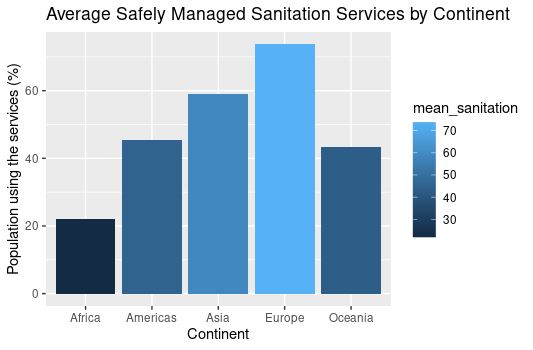 Average Safely Managed Sanitation Services by Continent
Population using the services (%)
60
40
20
0
Africa Americas Asia Europe Oceania
Continent
mean_sanitation
70
60
50
40
30